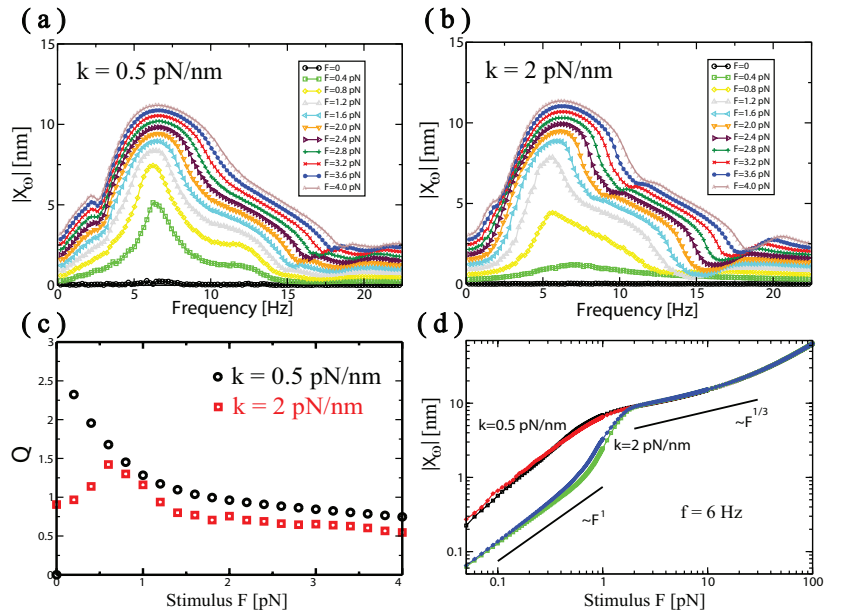 (a)
k = 0.5 pN/nm
|X_ω| [nm]
15
10
5
0
0
5
10
15
20
Frequency [Hz]
F=0
F=0.4 pN
F=0.8 pN
F=1.2 pN
F=1.6 pN
F=2.0 pN
F=2.4 pN
F=2.8 pN
F=3.2 pN
F=3.6 pN
F=4.0 pN
(b)
k = 2 pN/nm
|X_ω| [nm]
15
10
5
0
0
5
10
15
20
Frequency [Hz]
F=0
F=0.4 pN
F=0.8 pN
F=1.2 pN
F=1.6 pN
F=2.0 pN
F=2.4 pN
F=2.8 pN
F=3.2 pN
F=3.6 pN
F=4.0 pN
(c)
k = 0.5 pN/nm
k = 2 pN/nm
Q
3
2.5
2
1.5
1
0.5
0
0
1
2
3
4
Stimulus F [pN]
(d)
|X_ω| [nm]
100
10
1
0.1
k=0.5 pN/nm
k=2 pN/nm
~F^1/3
~F^1
f = 6 Hz
0.1
1
10
100
Stimulus F [pN]